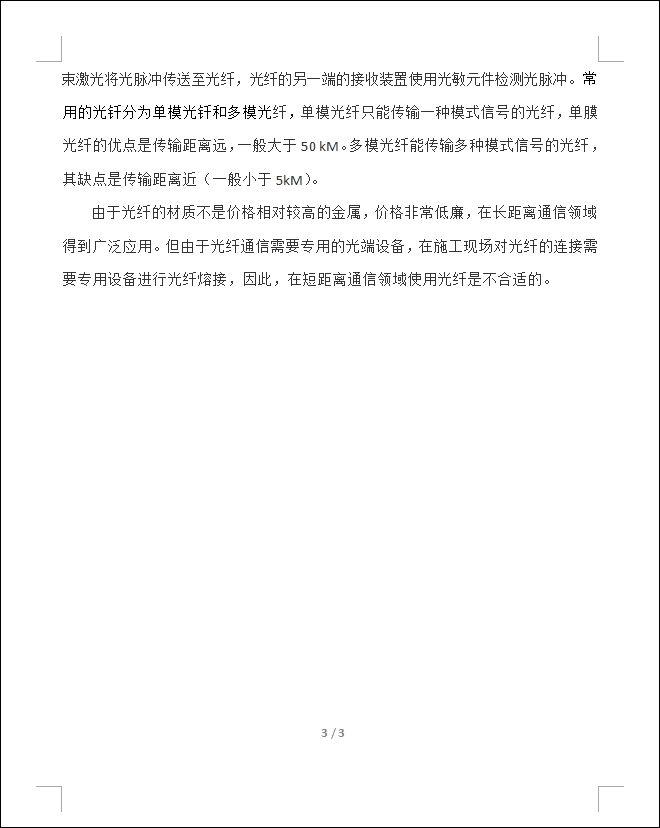 束激光将光脉冲传送至光纤，光纤的另一端的接收装置使用光敏元件检测光脉冲。常
用的光钎分为单模光钎和多模光纤，单模光纤只能传输一种模式信号的光纤，单膜
光纤的优点是传输距离远，一般大于 50 kM。多模光纤能传输多种模式信号的光纤，
其缺点是传输距离近（一般小于 5kM）。
由于光纤的材质不是价格相对较高的金属，价格非常低廉，在长距离通信领域
得到广泛应用。但由于光纤通信需要专用的光端设备，在施工现场对光纤的连接需
要专用设备进行光纤熔接，因此，在短距离通信领域使用光纤是不合适的。
3 / 3